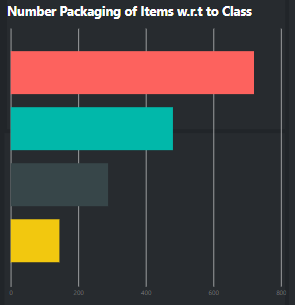 Number Packaging of Items w.r.t to Class
0 200 400 600 800